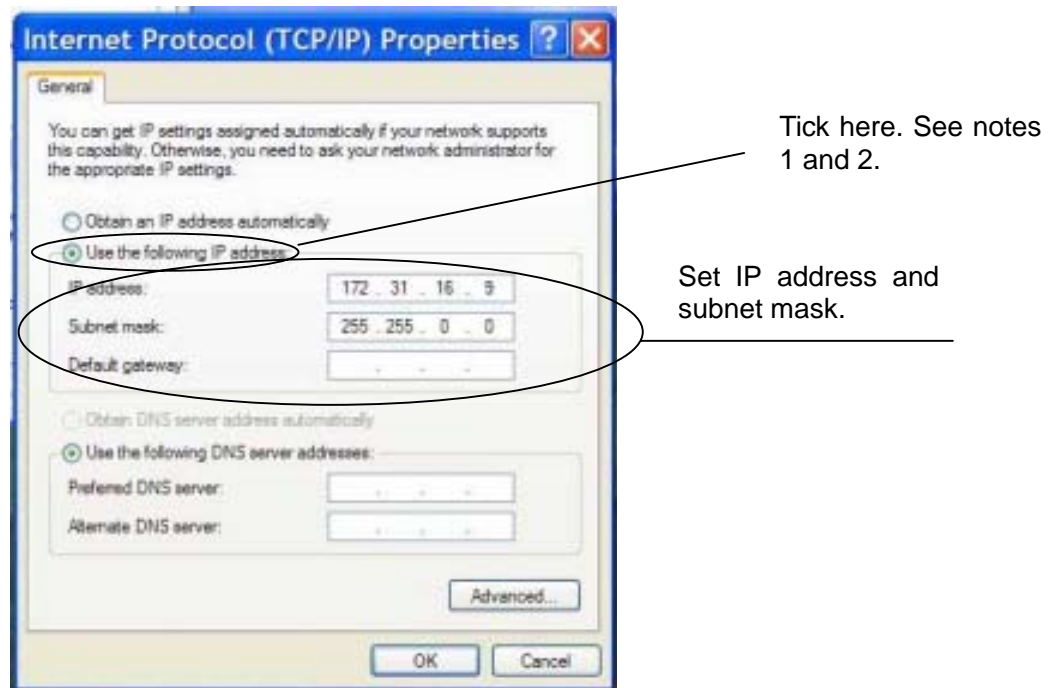 Internet Protocol (TCP/IP) Properties
General
You can get IP settings assigned automatically if your network supports
this capability. Otherwise, you need to ask your network administrator for
the appropriate IP settings.
Obtain an IP address automatically
Use the following IP address:
IP address: 172 . 31 . 16 . 9
Subnet mask: 255 . 255 . 0 . 0
Default gateway: . . .
Obtain DNS server address automatically
Use the following DNS server addresses:
Preferred DNS server: . . .
Alternate DNS server: . . .
Advanced...
OK Cancel
Tick here. See notes
1 and 2.
Set IP address and
subnet mask.